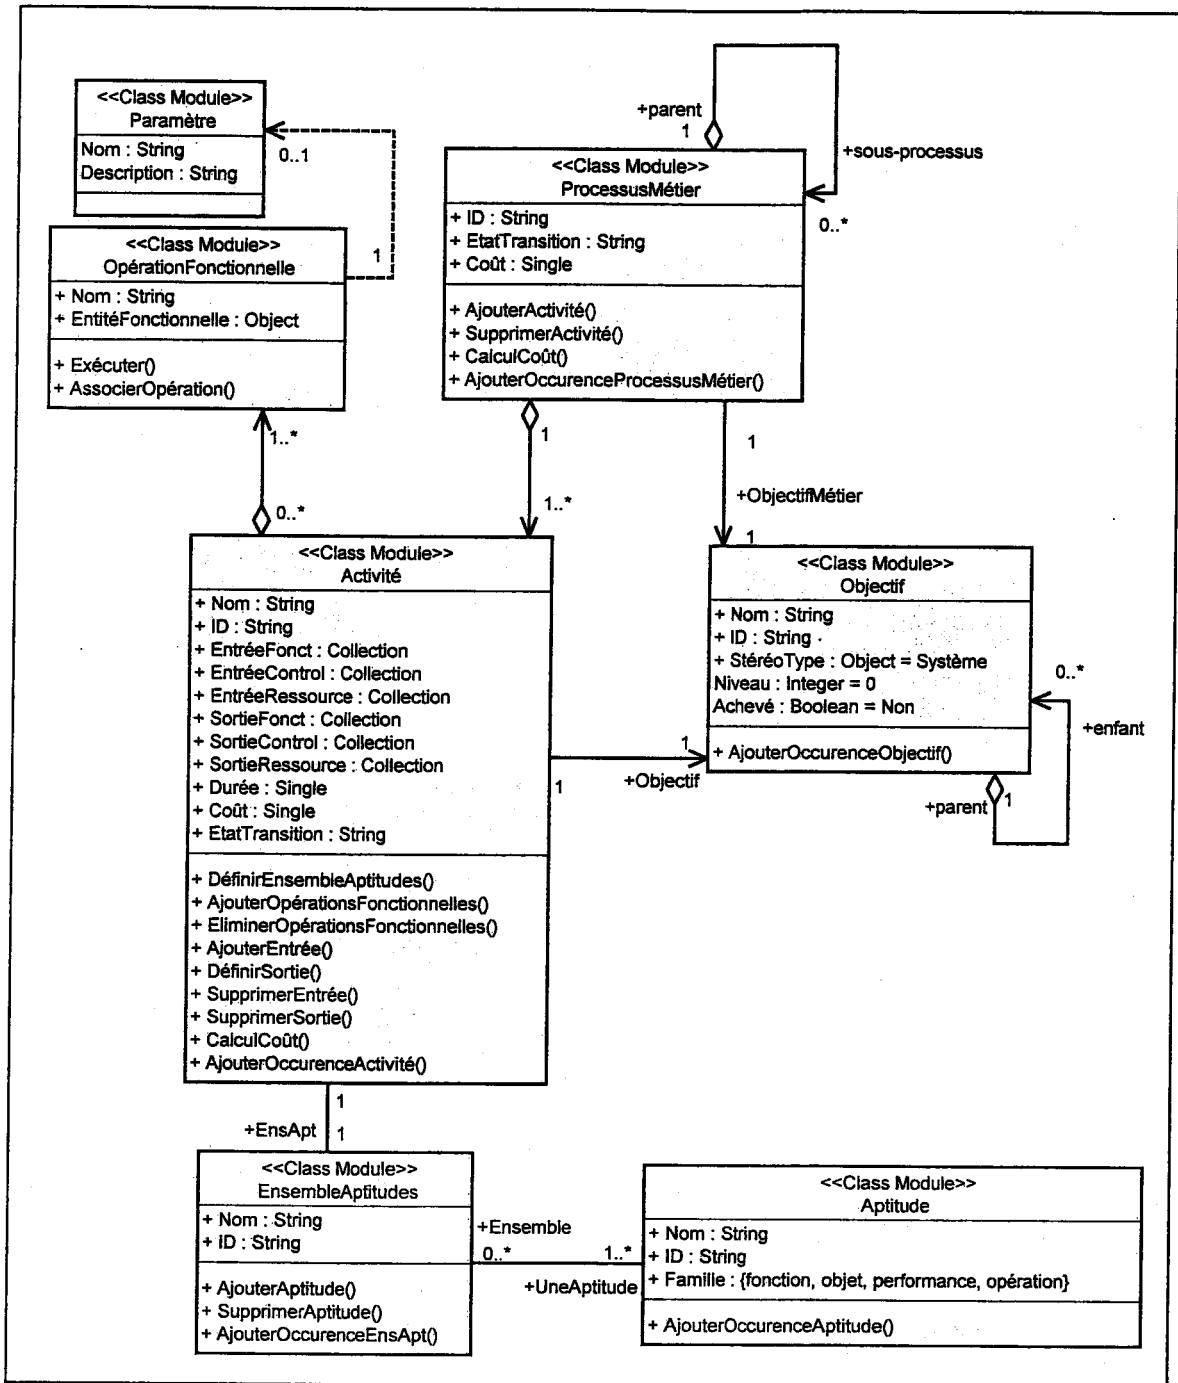 <<Class Module>>
Paramètre
Nom : String
Description : String
0..1
1
<<Class Module>>
OpérationFonctionnelle
+ Nom : String
+ EntitéFonctionnelle : Object
+ Exécuter()
+ AssocierOpération()
1..*
0..*
+parent
1
+sous-processus
0..*
<<Class Module>>
ProcessusMétier
+ ID : String
+ EtatTransition : String
+ Coût : Single
+ AjouterActivité()
+ SupprimerActivité()
+ CalculCoût()
+ AjouterOccurenceProcessusMétier()
1
1..*
1
+ObjectifMétier
1
<<Class Module>>
Activité
+ Nom : String
+ ID : String
+ EntréeFonct : Collection
+ EntréeControl : Collection
+ EntréeRessource : Collection
+ SortieFonct : Collection
+ SortieControl : Collection
+ SortieRessource : Collection
+ Durée : Single
+ Coût : Single
+ EtatTransition : String
+ DéfinirEnsembleAptitudes()
+ AjouterOpérationsFonctionnelles()
+ EliminerOpérationsFonctionnelles()
+ AjouterEntrée()
+ DéfinirSortie()
+ SupprimerEntrée()
+ SupprimerSortie()
+ CalculCoût()
+ AjouterOccurenceActivité()
1
1
+Objectif
<<Class Module>>
Objectif
+ Nom : String
+ ID : String
+ StéréoType : Object = Système
Niveau : Integer = 0
Achevé : Boolean = Non
+ AjouterOccurenceObjectif()
0..*
+enfant
+parent
1
1
+EnsApt
1
<<Class Module>>
EnsembleAptitudes
+ Nom : String
+ ID : String
+ AjouterAptitude()
+ SupprimerAptitude()
+ AjouterOccurenceEnsApt()
+Ensemble
0..*
1..*
+UneAptitude
<<Class Module>>
Aptitude
+ Nom : String
+ ID : String
+ Famille : {fonction, objet, performance, opération}
+ AjouterOccurenceAptitude()